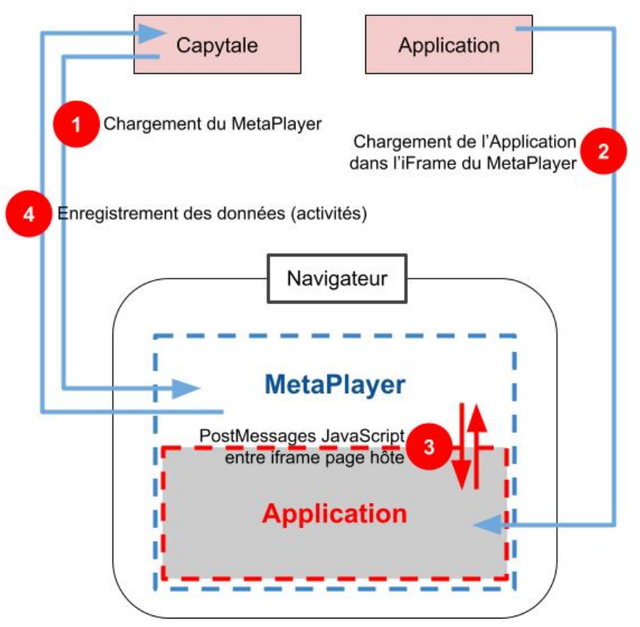 Capytale
Application
1
Chargement du MetaPlayer
Chargement de l'Application
dans l'iFrame du MetaPlayer
2
4
Enregistrement des données (activités)
Navigateur
MetaPlayer
PostMessages JavaScript
entre iframe page hôte
3
Application